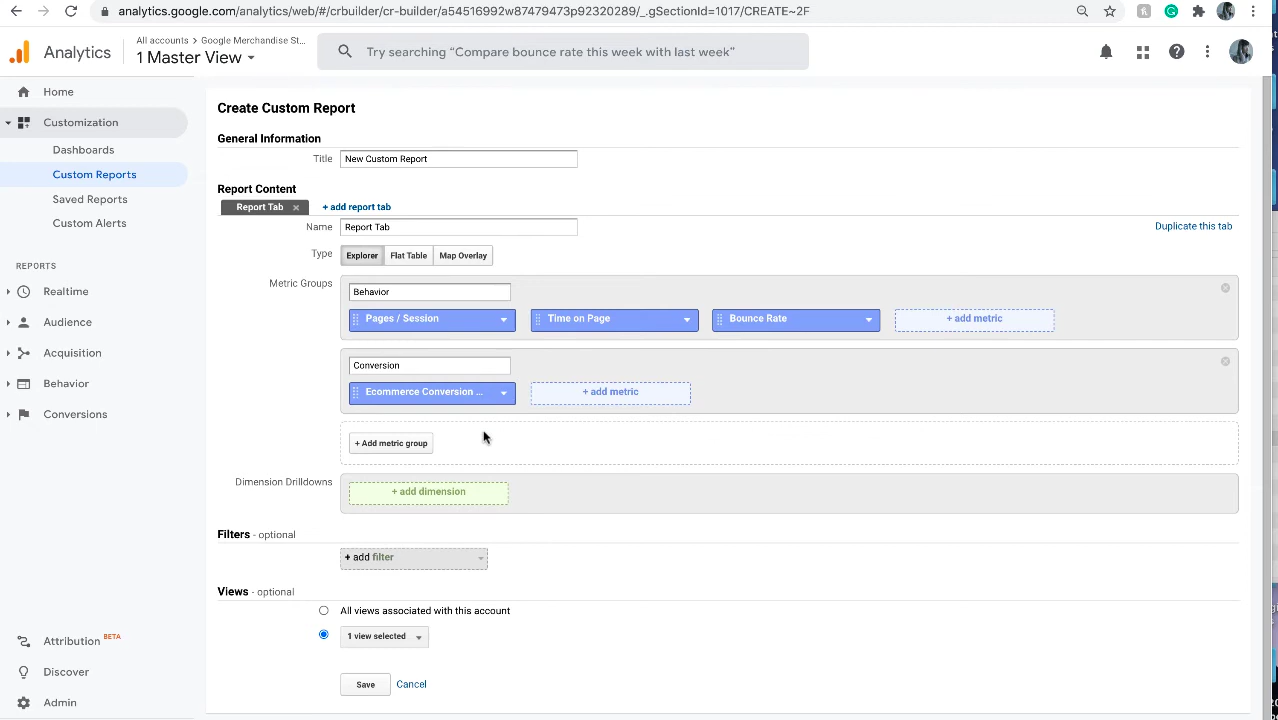 analytics.google.com/analytics/web/#/crbuilder/cr-builder/a54516992w87479473p92320289/_.gSectionId=1017/CREATE~2F
Analytics
All accounts > Google Merchandise St...
1 Master View
Try searching "Compare bounce rate this week with last week"
Home
Customization
Dashboards
Custom Reports
Saved Reports
Custom Alerts
REPORTS
Realtime
Audience
Acquisition
Behavior
Conversions
Attribution BETA
Discover
Admin
Create Custom Report
General Information
Title New Custom Report
Report Content
Report Tab x + add report tab
Name Report Tab Duplicate this tab
Type Explorer Flat Table Map Overlay
Metric Groups
Behavior
Pages / Session Time on Page Bounce Rate + add metric
Conversion
Ecommerce Conversion ... + add metric
+ Add metric group
Dimension Drilldowns + add dimension
Filters - optional
+ add filter
Views - optional
All views associated with this account
1 view selected
Save Cancel